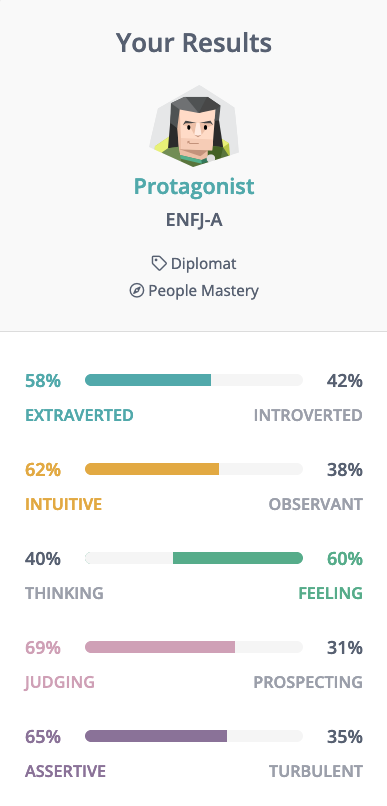 Your Results
Protagonist
ENFJ-A
Diplomat
People Mastery
58% 42%
EXTRAVERTED INTROVERTED
62% 38%
INTUITIVE OBSERVANT
40% 60%
THINKING FEELING
69% 31%
JUDGING PROSPECTING
65% 35%
ASSERTIVE TURBULENT